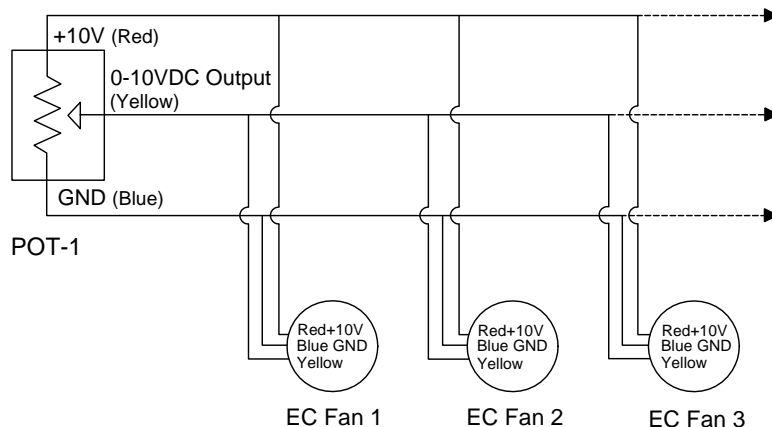 +10V (Red)
0-10VDC Output
(Yellow)
GND (Blue)
POT-1
Red+10V
Blue GND
Yellow
EC Fan 1
Red+10V
Blue GND
Yellow
EC Fan 2
Red+10V
Blue GND
Yellow
EC Fan 3